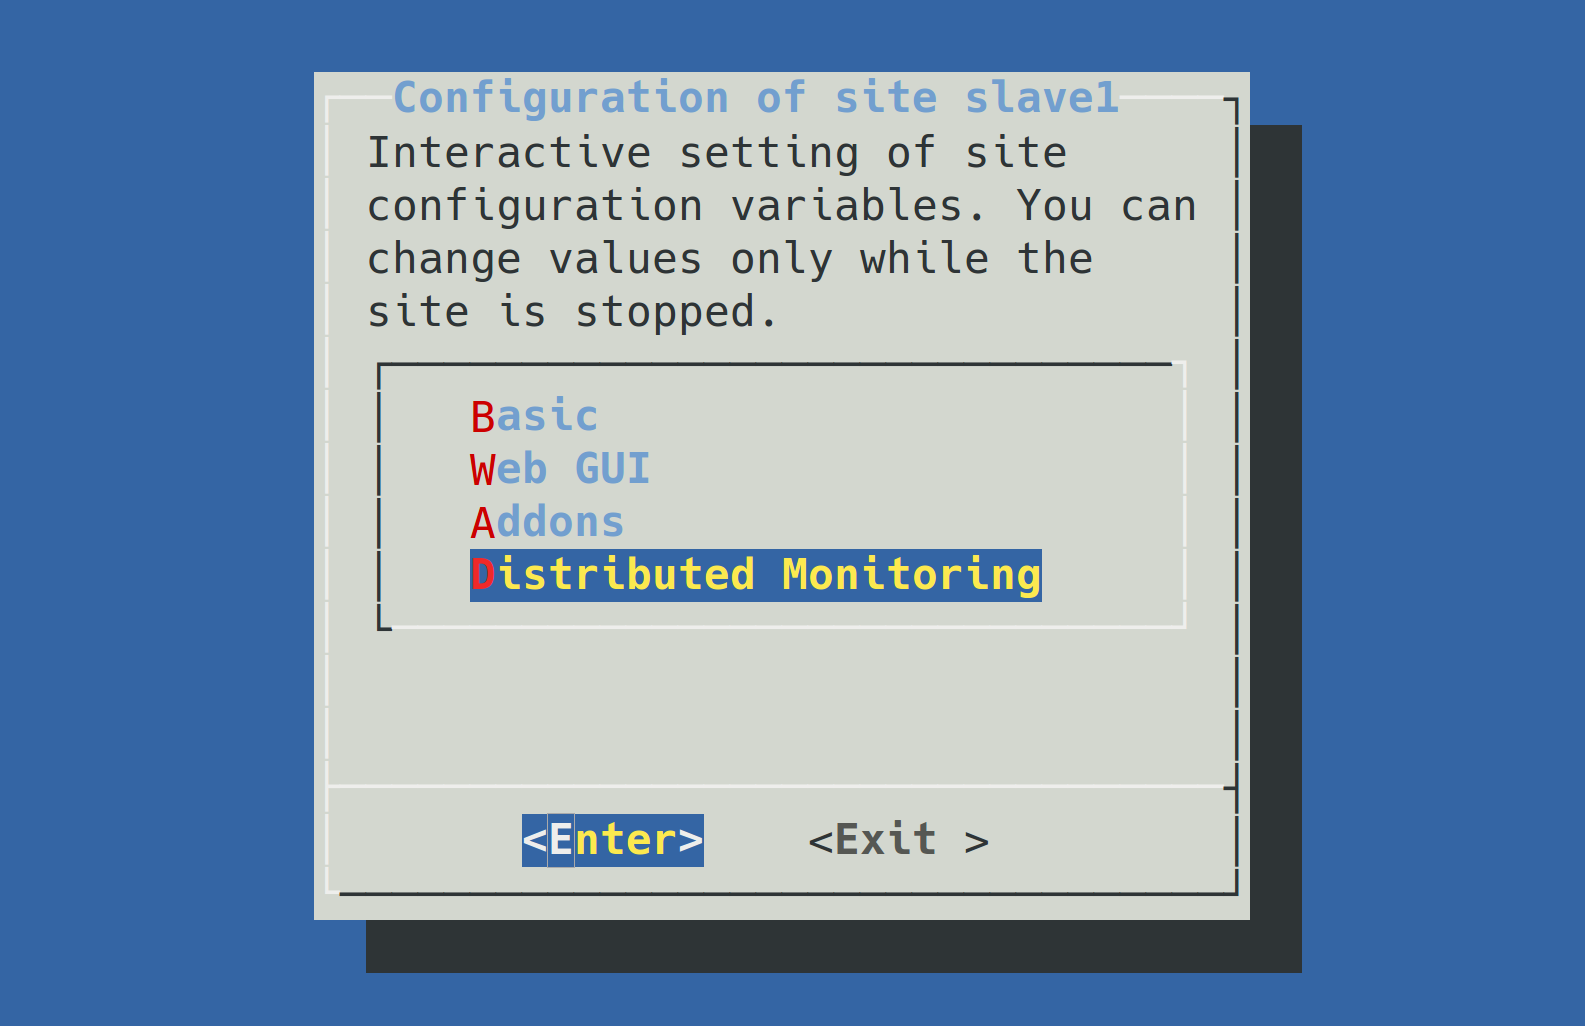 Configuration of site slave1
Interactive setting of site
configuration variables. You can
change values only while the
site is stopped.
Basic
Web GUI
Addons
Distributed Monitoring
<Enter> <Exit >